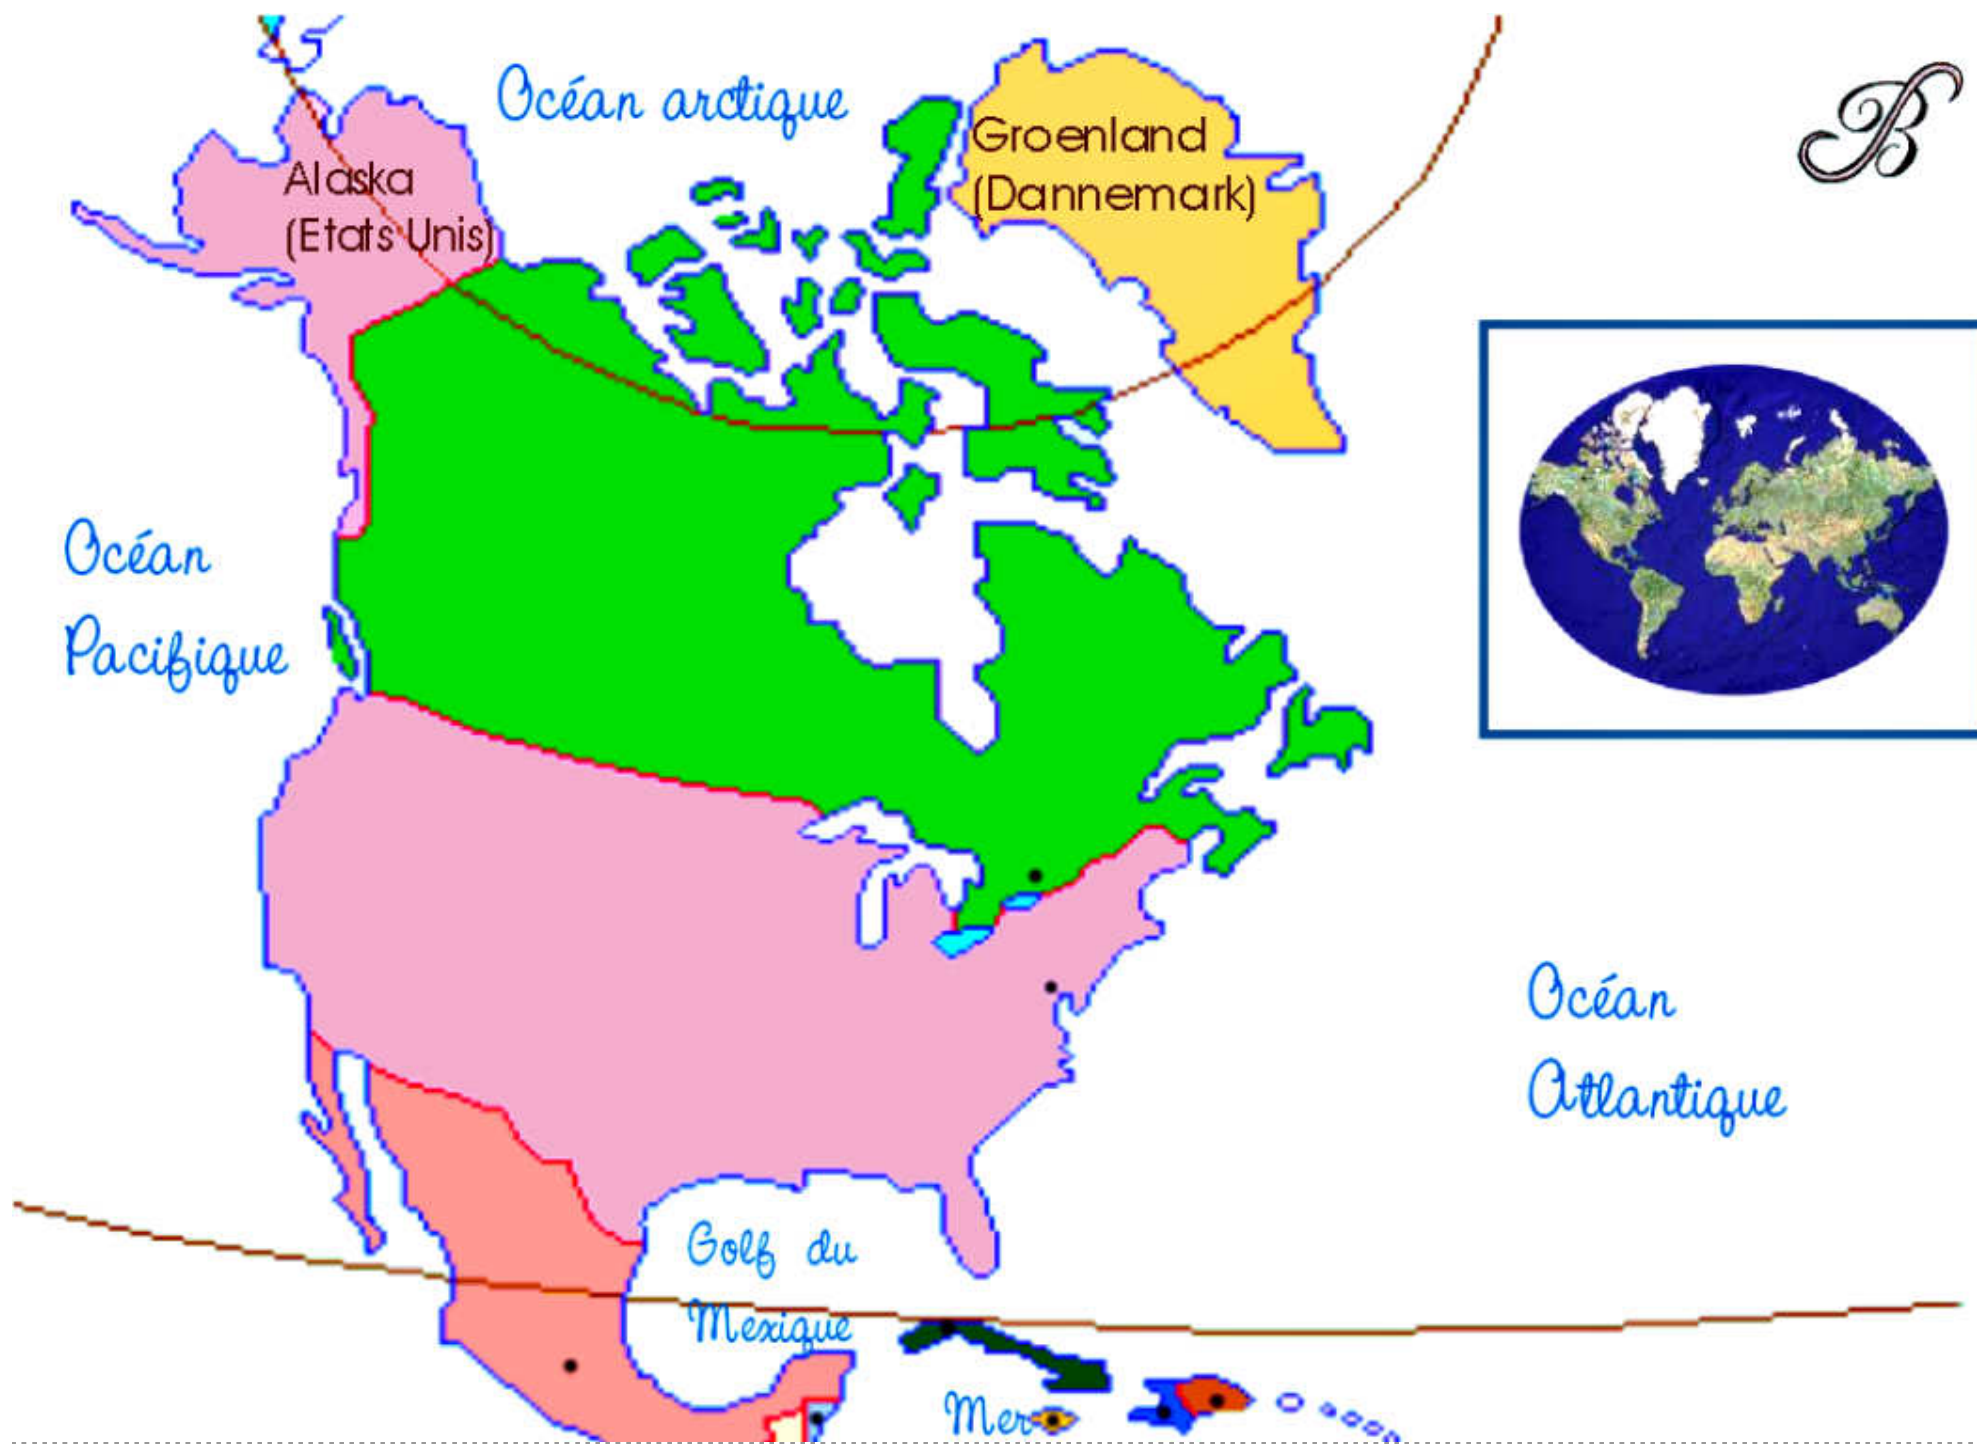 Océan arctique
Groenland
(Dannemark)
Alaska
(Etats Unis)
Océan
Pacifique
Océan
Atlantique
Golf du
Mexique
Mer
B